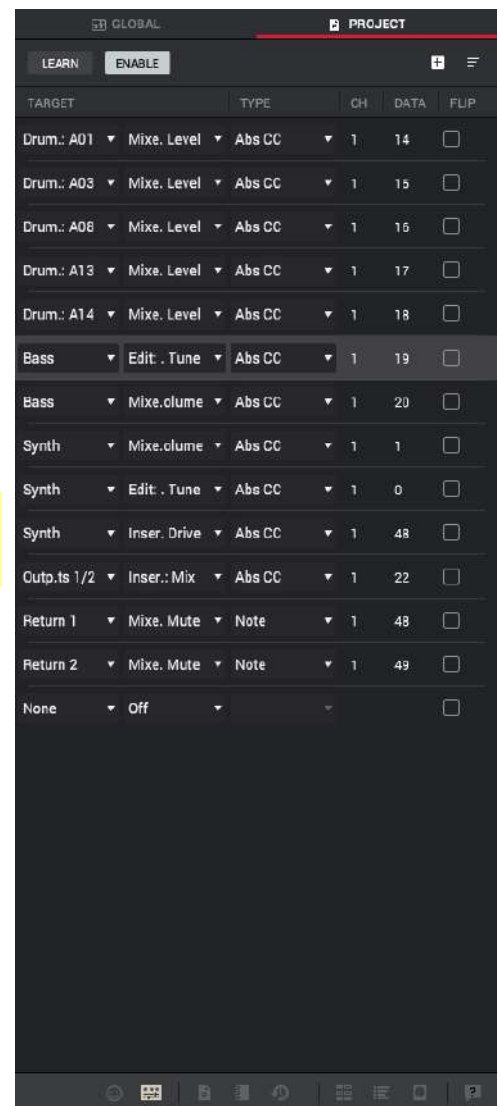 GLOBAL PROJECT
LEARN ENABLE
TARGET TYPE CH DATA FLIP
Drum.: A01 Mixe. Level Abs CC 1 14
Drum.: A03 Mixe. Level Abs CC 1 15
Drum.: A08 Mixe. Level Abs CC 1 16
Drum.: A13 Mixe. Level Abs CC 1 17
Drum.: A14 Mixe. Level Abs CC 1 18
Bass Edit: . Tune Abs CC 1 19
Bass Mixe.olume Abs CC 1 20
Synth Mixe.olume Abs CC 1 1
Synth Edit: . Tune Abs CC 1 0
Synth Inser. Drive Abs CC 1 48
Outp.ts 1/2 Inser.: Mix Abs CC 1 22
Return 1 Mixe. Mute Note 1 48
Return 2 Mixe. Mute Note 1 49
None Off